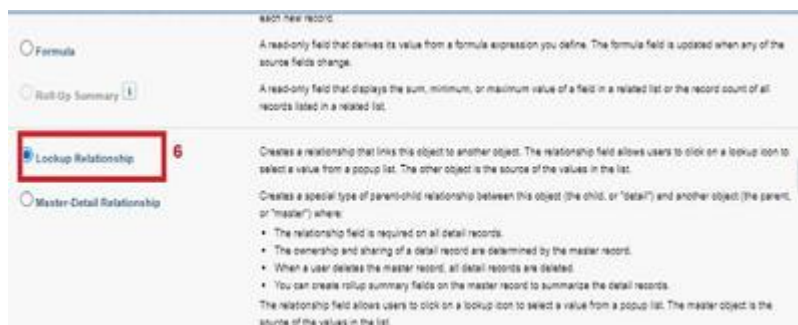 each new record.
Formula
A read-only field that derives its value from a formula expression you define. The formula field is updated when any of the
source fields change.
Roll-Up Summary
A read-only field that displays the sum, minimum, or maximum value of a field in a related list or the record count of all
records listed in a related list.
Lookup Relationship
6
Creates a relationship that links this object to another object. The relationship field allows users to click on a lookup icon to
select a value from a popup list. The other object is the source of the values in the list.
Master-Detail Relationship
Creates a special type of parent-child relationship between this object (the child, or "detail") and another object (the parent,
or "master") where:
• The relationship field is required on all detail records.
• The ownership and sharing of a detail record are determined by the master record.
• When a user deletes the master record, all detail records are deleted.
• You can create rollup summary fields on the master record to summarize the detail records.
The relationship field allows users to click on a lookup icon to select a value from a popup list. The master object is the
source of the values in the list.